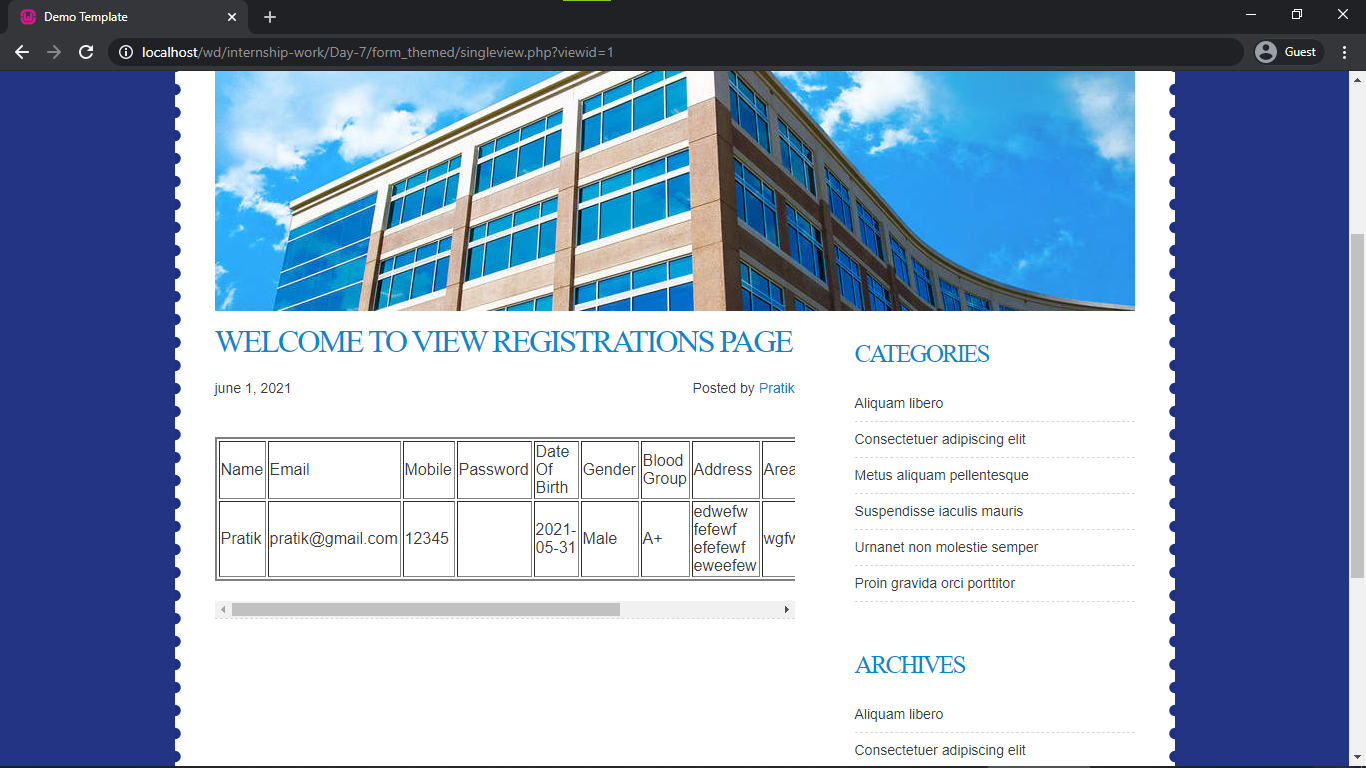 Demo Template
localhost/wd/internship-work/Day-7/form_themed/singleview.php?viewid=1
Guest
WELCOME TO VIEW REGISTRATIONS PAGE
june 1, 2021
Posted by Pratik
Name
Email
Mobile
Password
Date
Of
Birth
Gender
Blood
Group
Address
Area
Pratik
pratik@gmail.com
12345
2021-
05-31
Male
A+
edwefw
fefewf
efefewf
eweefew
CATEGORIES
Aliquam libero
Consectetuer adipiscing elit
Metus aliquam pellentesque
Suspendisse iaculis mauris
Urnanet non molestie semper
Proin gravida orci porttitor
ARCHIVES
Aliquam libero
Consectetuer adipiscing elit